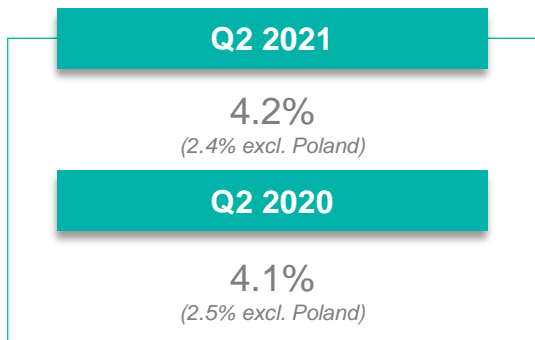 Q2 2021
4.2%
(2.4% excl. Poland)
Q2 2020
4.1%
(2.5% excl. Poland)